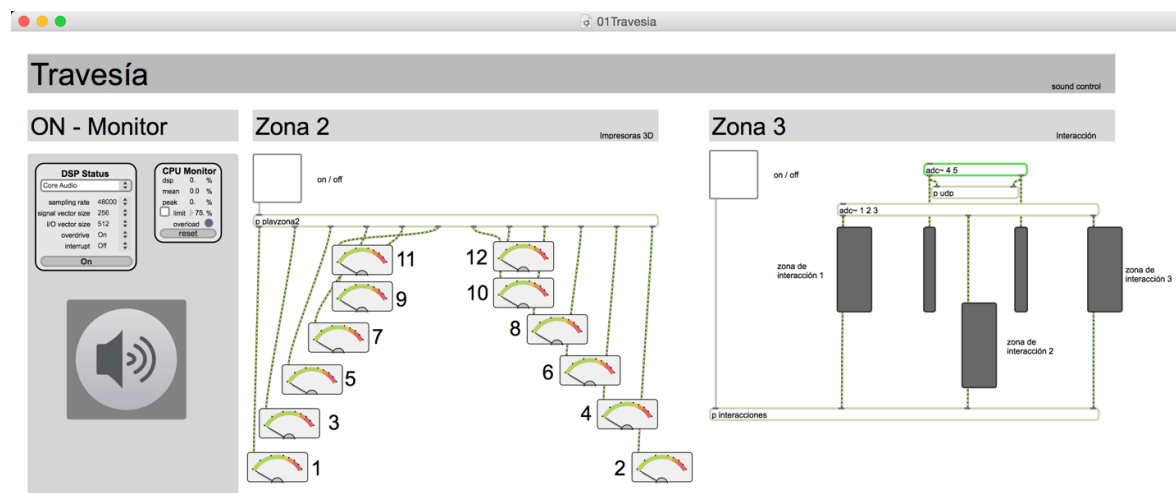 01Travesia
Travesía
sound control
ON - Monitor
DSP Status
Core Audio
sampling rate 48000
signal vector size 256
I/O vector size 512
overdrive On
interrupt Off
On
CPU Monitor
dsp 0. %
mean 0.0 %
peak 0. %
limit 75. %
overload
reset
Zona 2
Impresoras 3D
on / off
p playzona2
11
12
9
10
7
8
5
6
3
4
1
2
Zona 3
Interacción
on / off
adc~ 4 5
p udp
adc~ 1 2 3
zona de
interacción 1
zona de
interacción 3
zona de
interacción 2
p interacciones